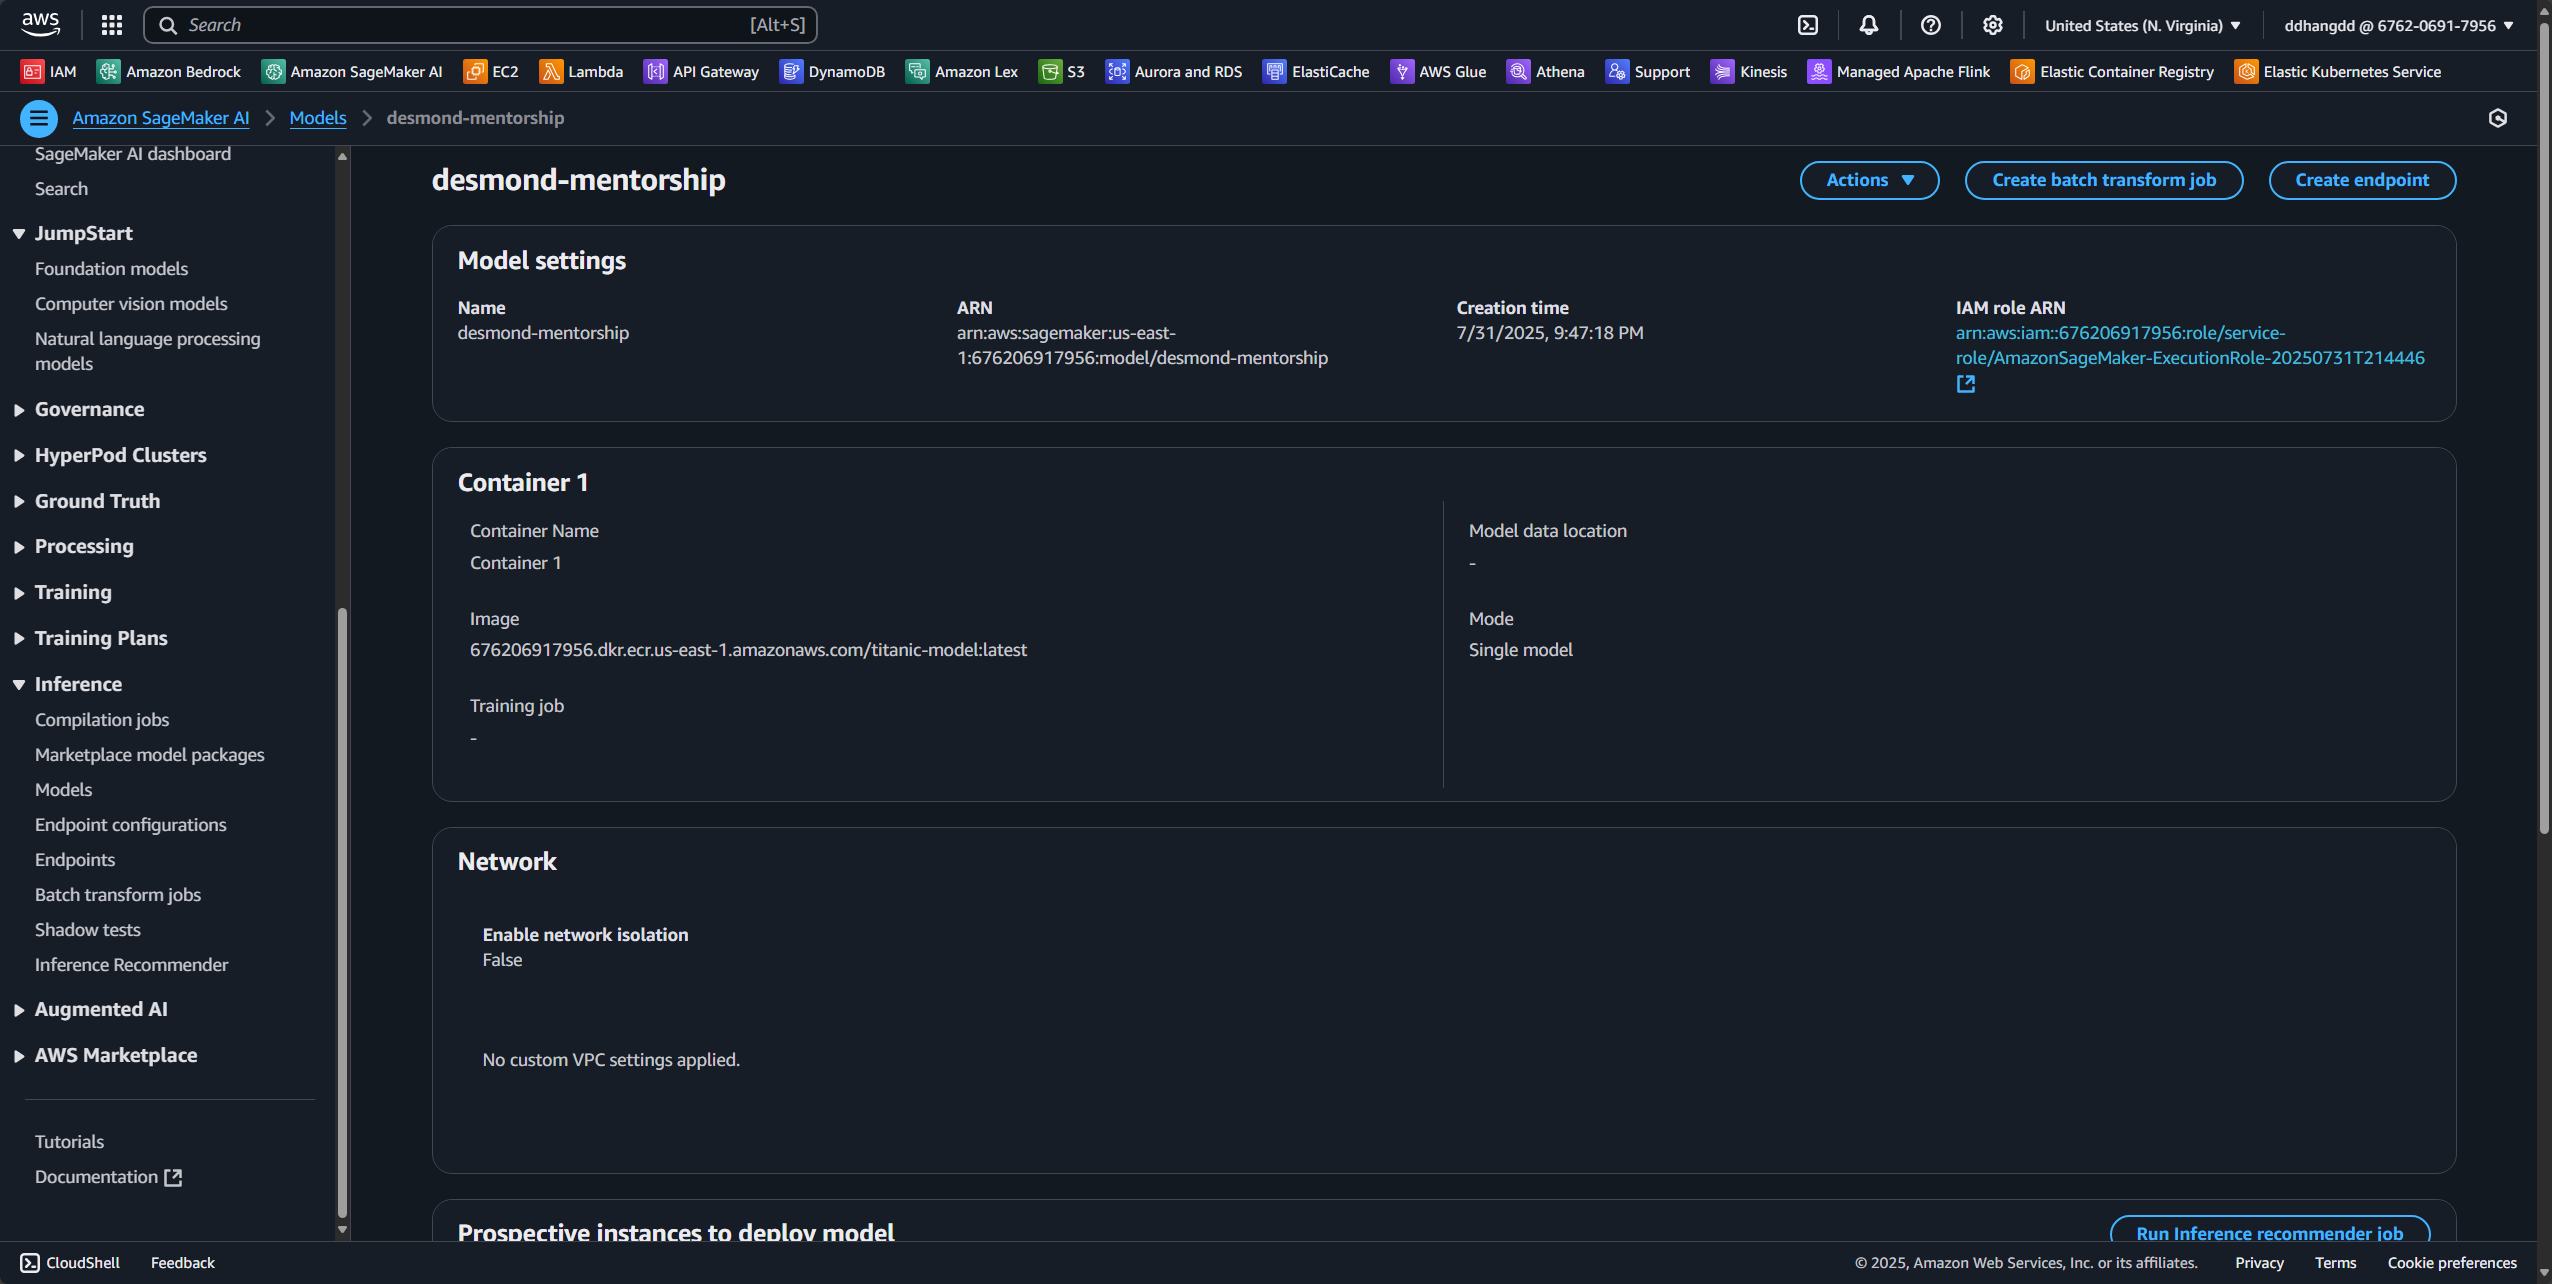 aws
Search
[Alt+S]
United States (N. Virginia)
ddhangdd @ 6762-0691-7956
IAM
Amazon Bedrock
Amazon SageMaker AI
EC2
Lambda
API Gateway
DynamoDB
Amazon Lex
S3
Aurora and RDS
ElastiCache
AWS Glue
Athena
Support
Kinesis
Managed Apache Flink
Elastic Container Registry
Elastic Kubernetes Service
Amazon SageMaker AI
Models
desmond-mentorship
SageMaker AI dashboard
Search
JumpStart
Foundation models
Computer vision models
Natural language processing
models
Governance
HyperPod Clusters
Ground Truth
Processing
Training
Training Plans
Inference
Compilation jobs
Marketplace model packages
Models
Endpoint configurations
Endpoints
Batch transform jobs
Shadow tests
Inference Recommender
Augmented AI
AWS Marketplace
Tutorials
Documentation
desmond-mentorship
Actions
Create batch transform job
Create endpoint
Model settings
Name
desmond-mentorship
ARN
arn:aws:sagemaker:us-east-
1:676206917956:model/desmond-mentorship
Creation time
7/31/2025, 9:47:18 PM
IAM role ARN
arn:aws:iam::676206917956:role/service-
role/AmazonSageMaker-ExecutionRole-20250731T214446
Container 1
Container Name
Container 1
Image
676206917956.dkr.ecr.us-east-1.amazonaws.com/titanic-model:latest
Training job
-
Model data location
-
Mode
Single model
Network
Enable network isolation
False
No custom VPC settings applied.
Prospective instances to deploy model
Run Inference recommender job
CloudShell
Feedback
© 2025, Amazon Web Services, Inc. or its affiliates.
Privacy
Terms
Cookie preferences